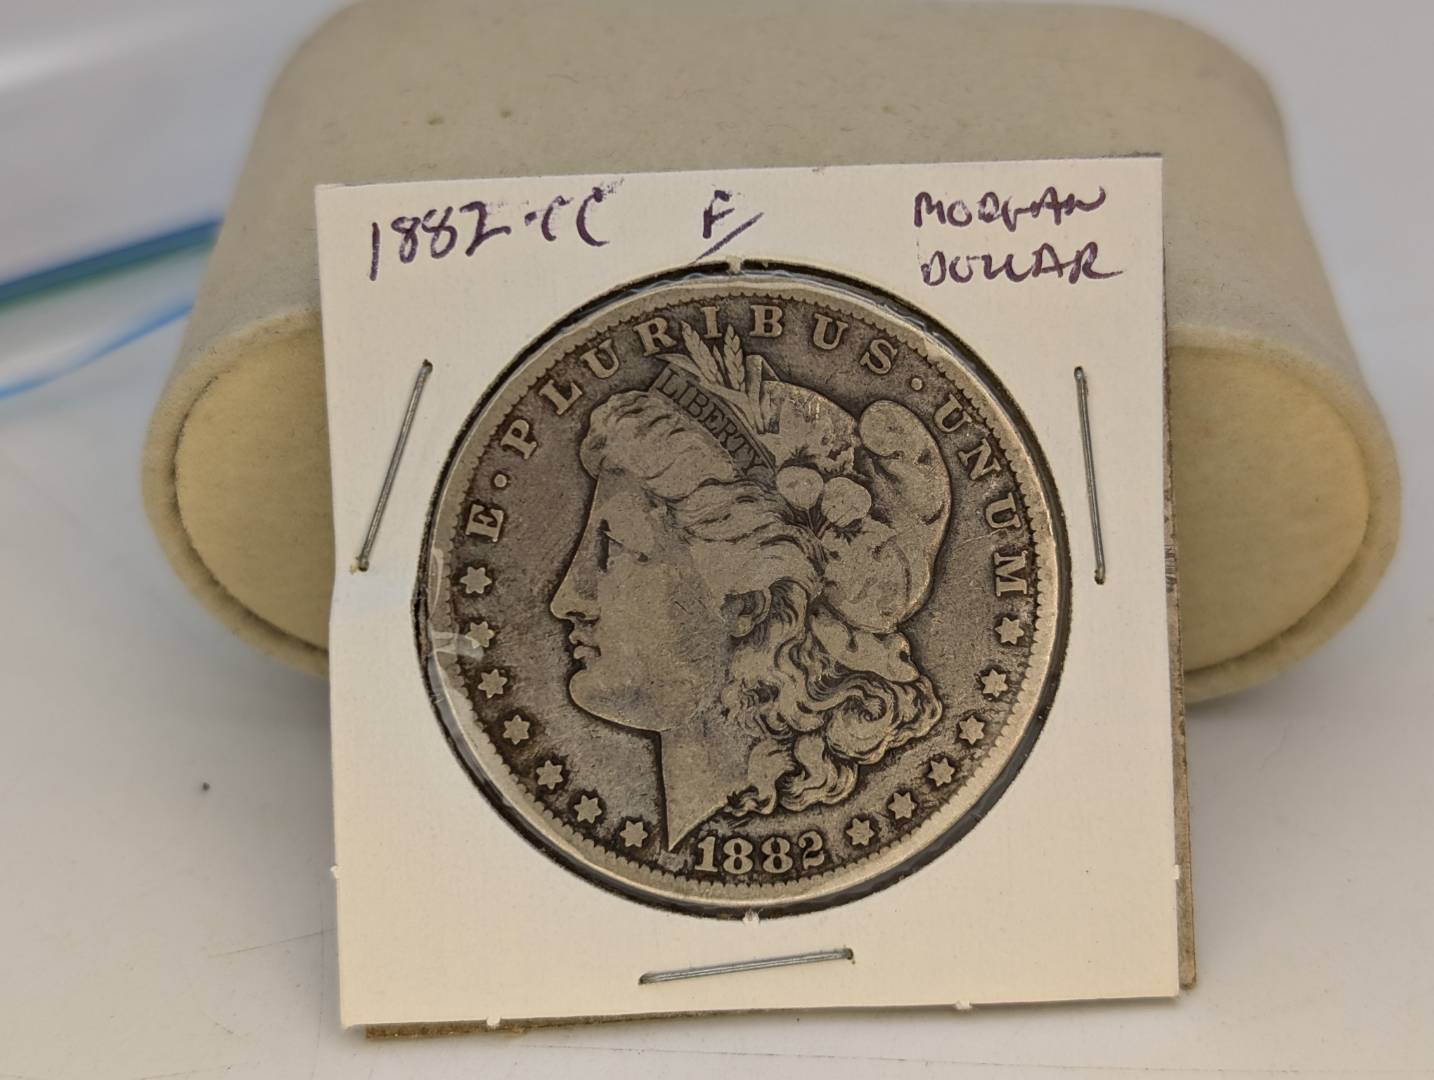 1882-CC F MORGAN
DOLLAR
E · PLURIBUS · UNUM
LIBERTY
1882